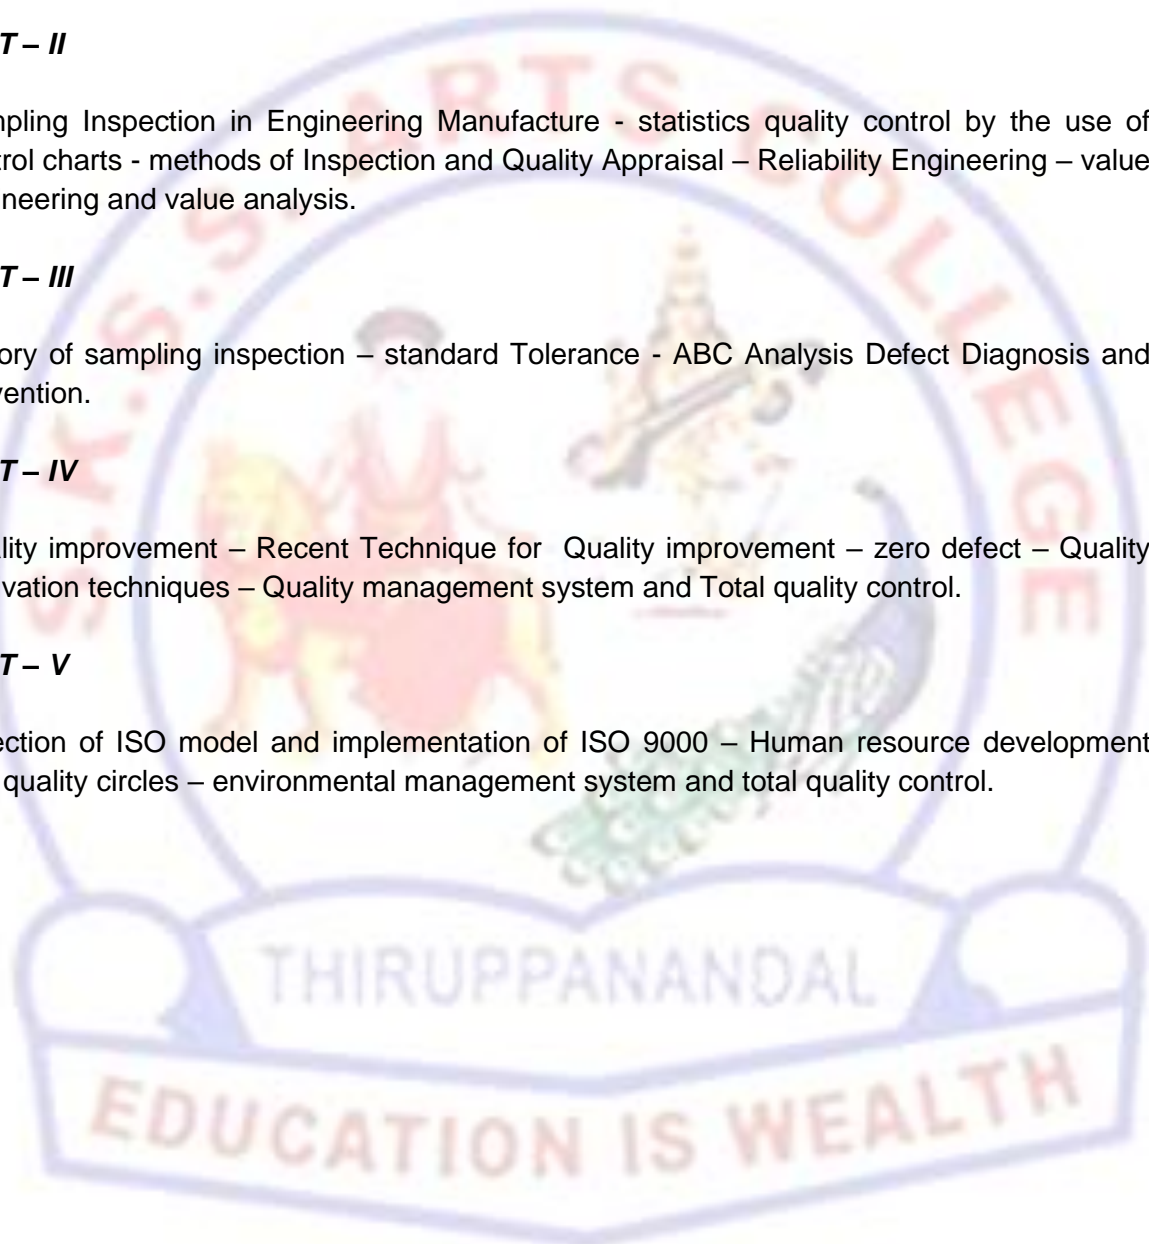 T – II
pling Inspection in Engineering Manufacture - statistics quality control by the use of
trol charts - methods of Inspection and Quality Appraisal – Reliability Engineering – value
neering and value analysis.
T – III
ory of sampling inspection – standard Tolerance - ABC Analysis Defect Diagnosis and
vention.
T – IV
lity improvement – Recent Technique for Quality improvement – zero defect – Quality
ivation techniques – Quality management system and Total quality control.
T – V
ection of ISO model and implementation of ISO 9000 – Human resource development
quality circles – environmental management system and total quality control.
S.K.S.S. ARTS COLLEGE
THIRUPPANANDAL
EDUCATION IS WEALTH